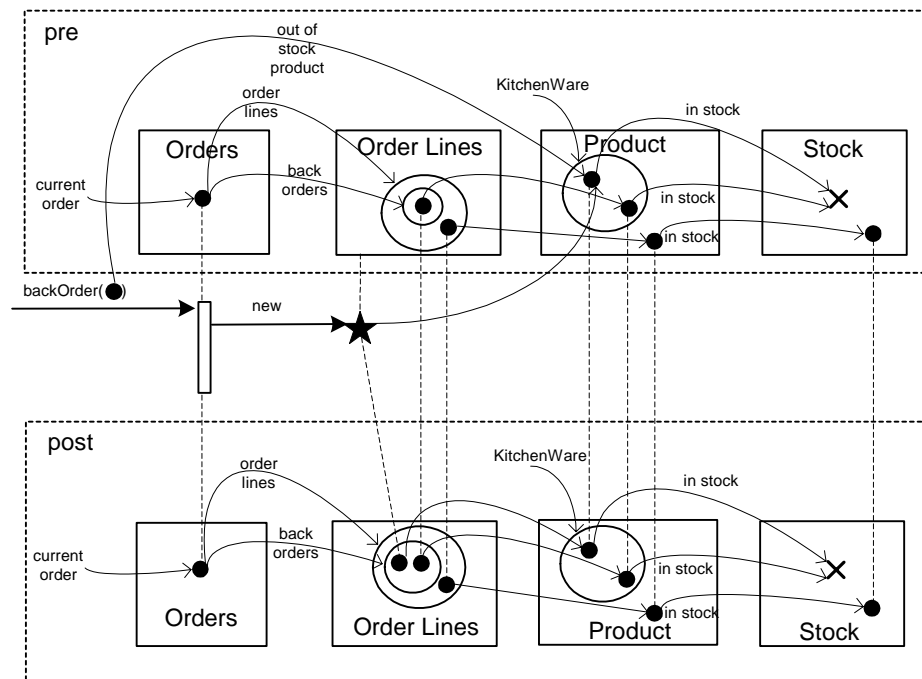 pre
out of
stock
product
KitchenWare
order
lines
in stock
Orders
Order Lines
Product
Stock
current
order
back
orders
in stock
in stock
backOrder( )
new
post
KitchenWare
order
lines
in stock
current
order
back
orders
in stock
in stock
Orders
Order Lines
Product
Stock